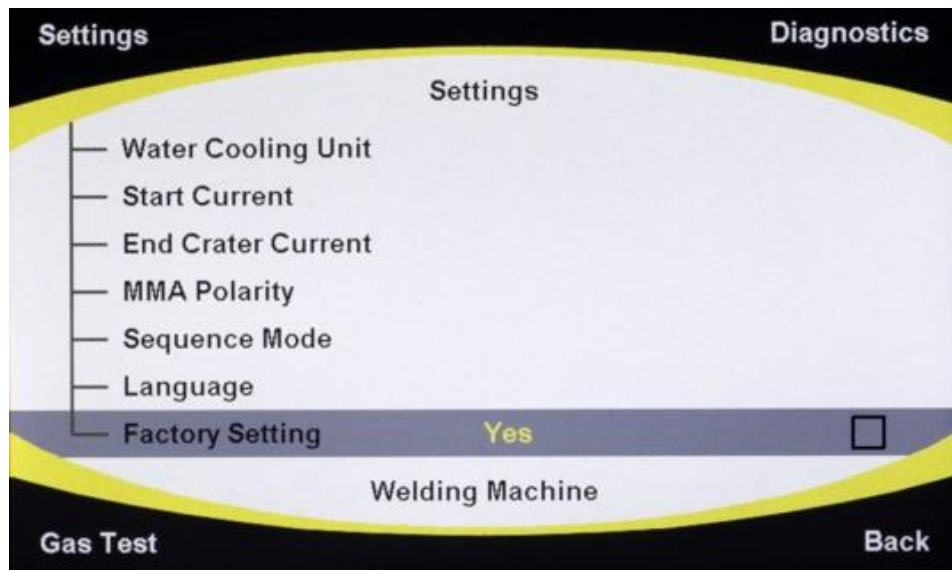 Settings
Diagnostics
Settings
Water Cooling Unit
Start Current
End Crater Current
MMA Polarity
Sequence Mode
Language
Factory Setting Yes
Welding Machine
Gas Test
Back